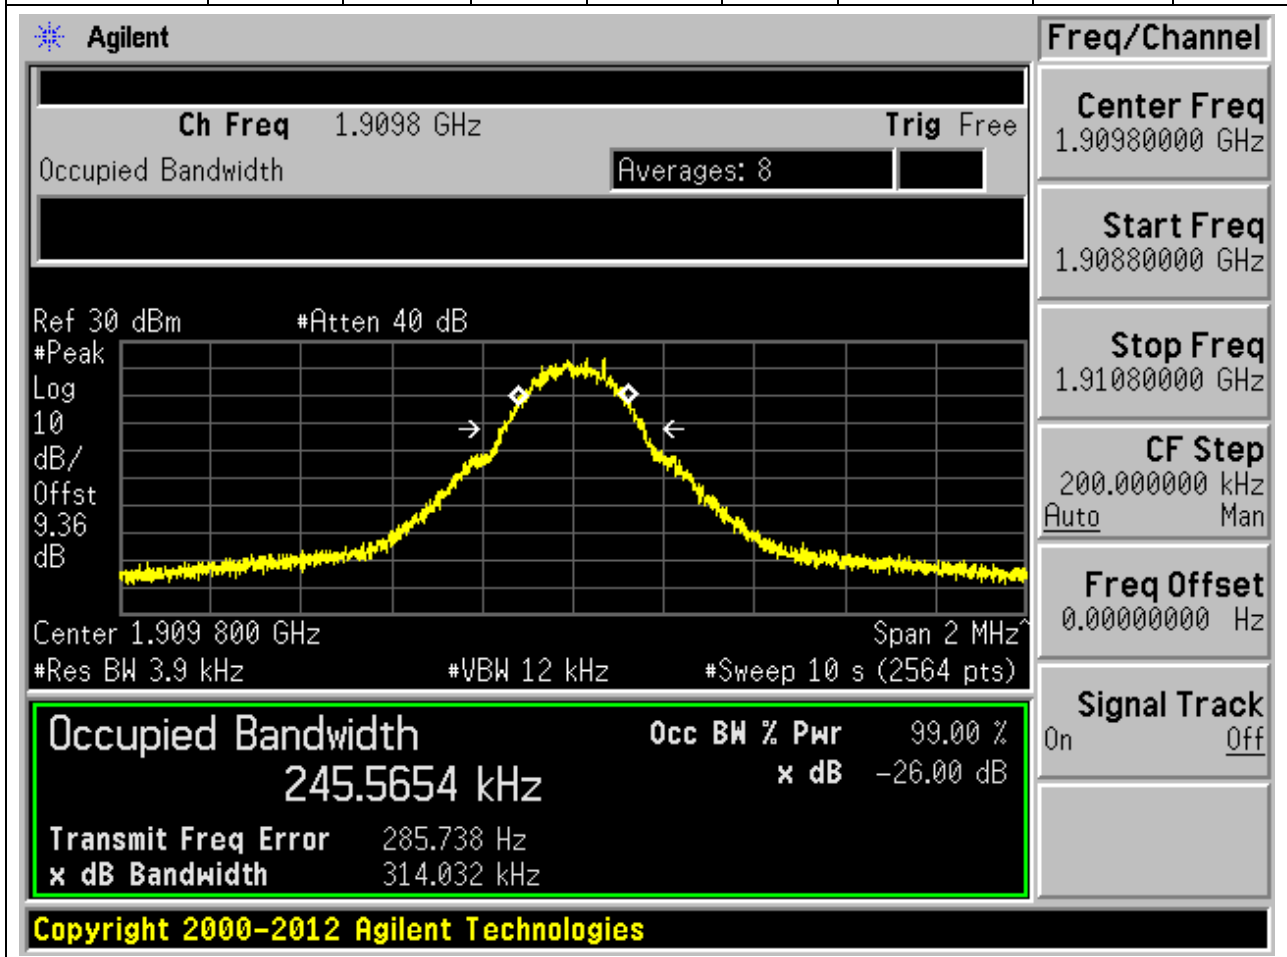 Agilent
Ch Freq 1.9098 GHz Trig Free
Occupied Bandwidth Averages: 8
Ref 30 dBm #Atten 40 dB
#Peak
Log
10
dB/
Offst
9.36
dB
Center 1.909 800 GHz Span 2 MHz^
#Res BW 3.9 kHz #VBW 12 kHz #Sweep 10 s (2564 pts)
Occupied Bandwidth Occ BW % Pwr 99.00 %
245.5654 kHz x dB -26.00 dB
Transmit Freq Error 285.738 Hz
x dB Bandwidth 314.032 kHz
Copyright 2000-2012 Agilent Technologies
Freq/Channel
Center Freq
1.90980000 GHz
Start Freq
1.90880000 GHz
Stop Freq
1.91080000 GHz
CF Step
200.000000 kHz
Auto Man
Freq Offset
0.00000000 Hz
Signal Track
On Off